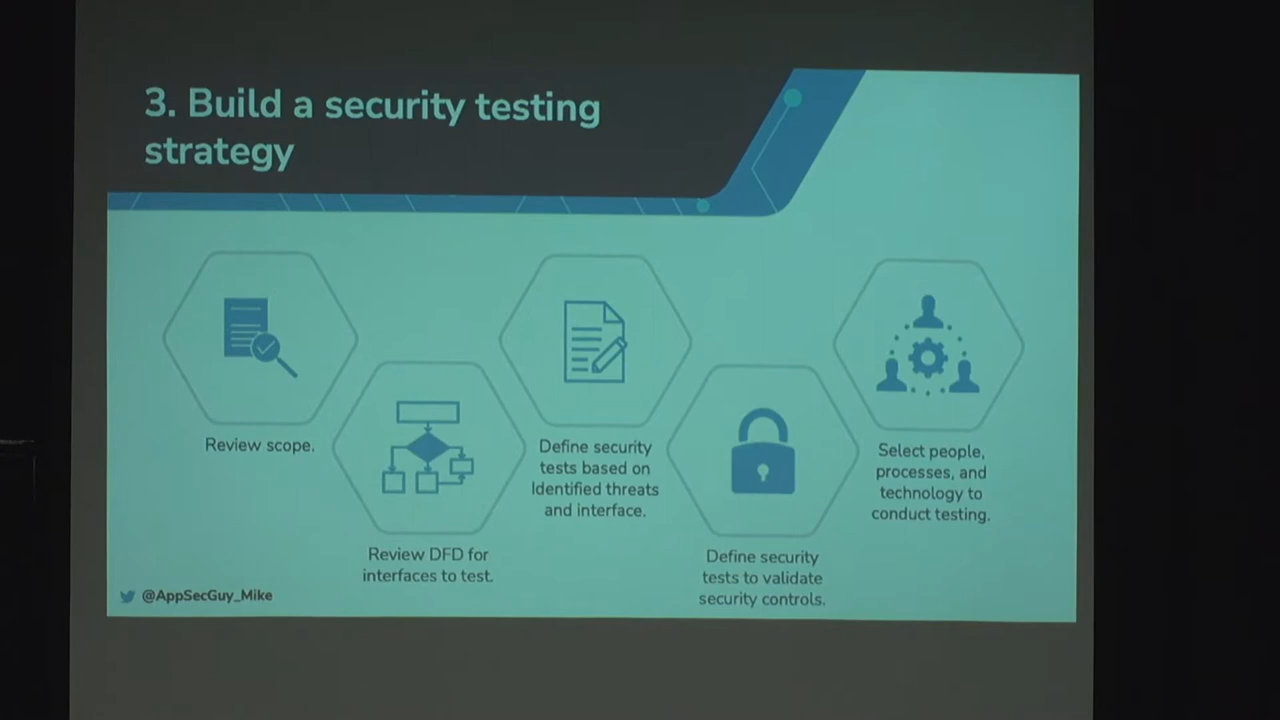 3. Build a security testing
strategy
Review scope.
Review DFD for
interfaces to test.
Define security
tests based on
Identified threats
and interface.
Define security
tests to validate
security controls.
Select people,
processes, and
technology to
conduct testing.
@AppSecGuy_Mike